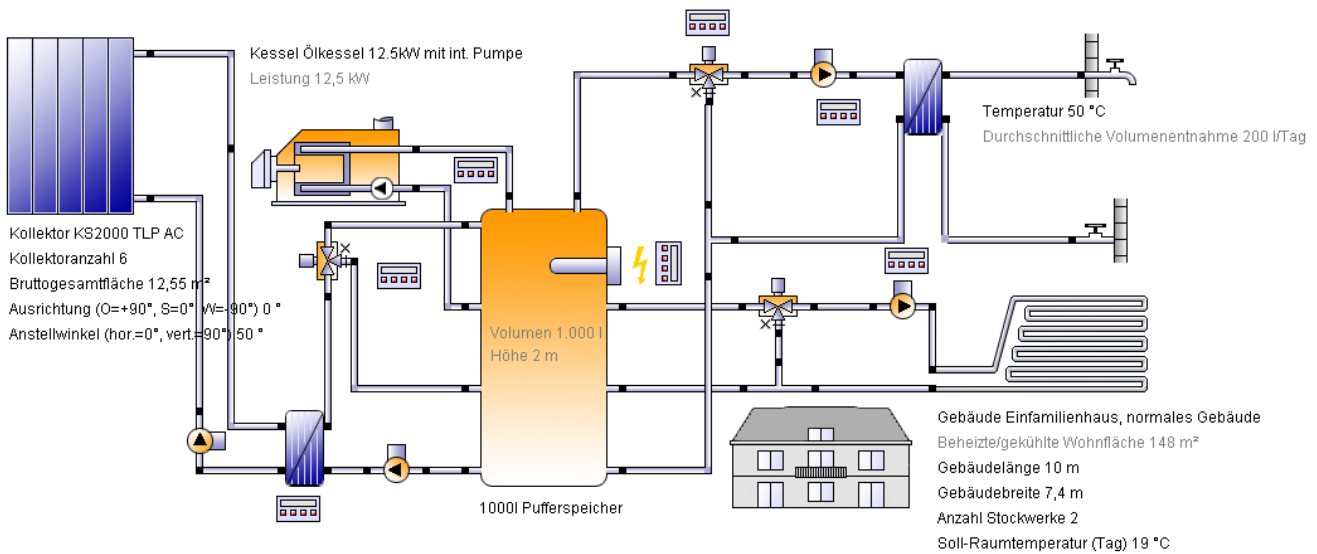 Kessel Ölkessel 12.5kW mit int. Pumpe
Leistung 12,5 kW
Temperatur 50 °C
Durchschnittliche Volumenentnahme 200 l/Tag
Kollektor KS2000 TLP AC
Kollektoranzahl 6
Bruttogesamtfläche 12,55 m²
Ausrichtung (O=+90°, S=0°, W=-90°) 0 °
Anstellwinkel (hor.=0°, vert.=90°) 50 °
Volumen 1.000 l
Höhe 2 m
1000l Pufferspeicher
Gebäude Einfamilienhaus, normales Gebäude
Beheizte/gekühlte Wohnfläche 148 m²
Gebäudelänge 10 m
Gebäudebreite 7,4 m
Anzahl Stockwerke 2
Soll-Raumtemperatur (Tag) 19 °C